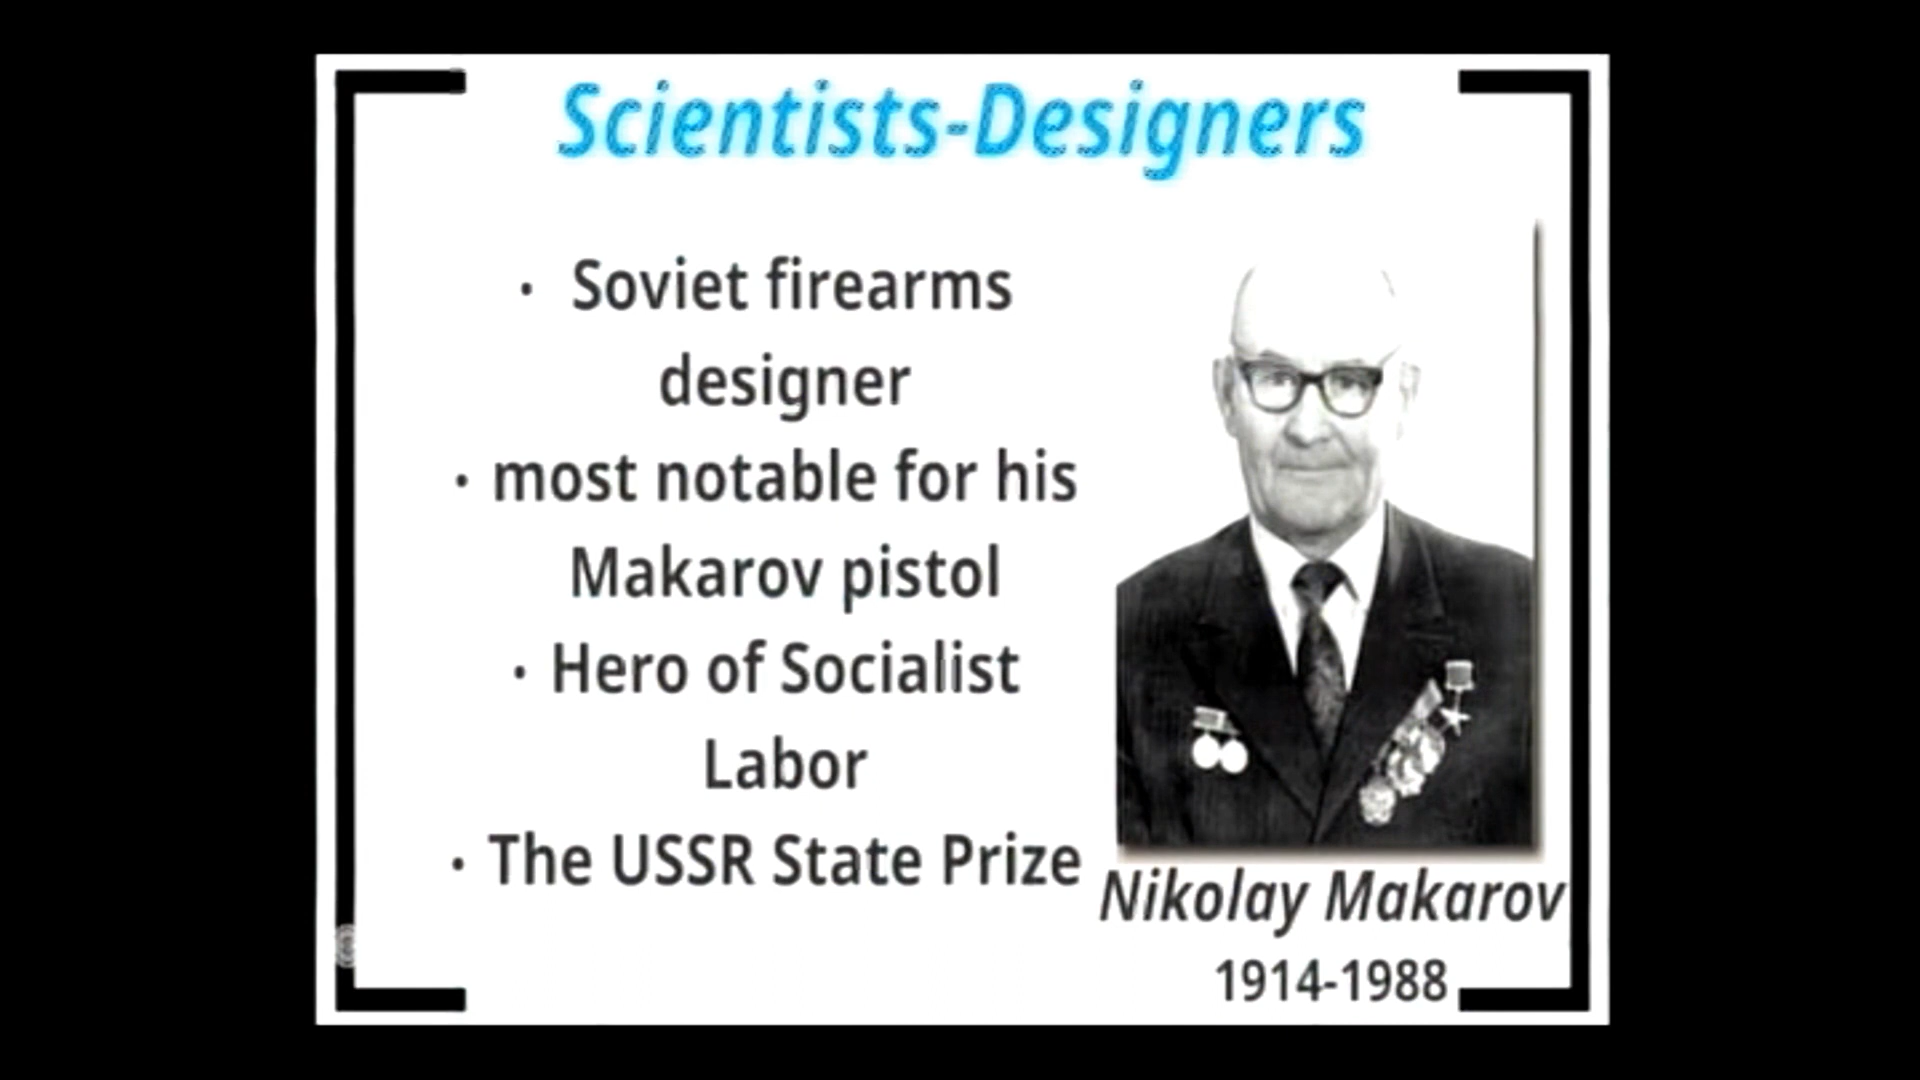 Scientists-Designers
· Soviet firearms
designer
· most notable for his
Makarov pistol
· Hero of Socialist
Labor
· The USSR State Prize
Nikolay Makarov
1914-1988